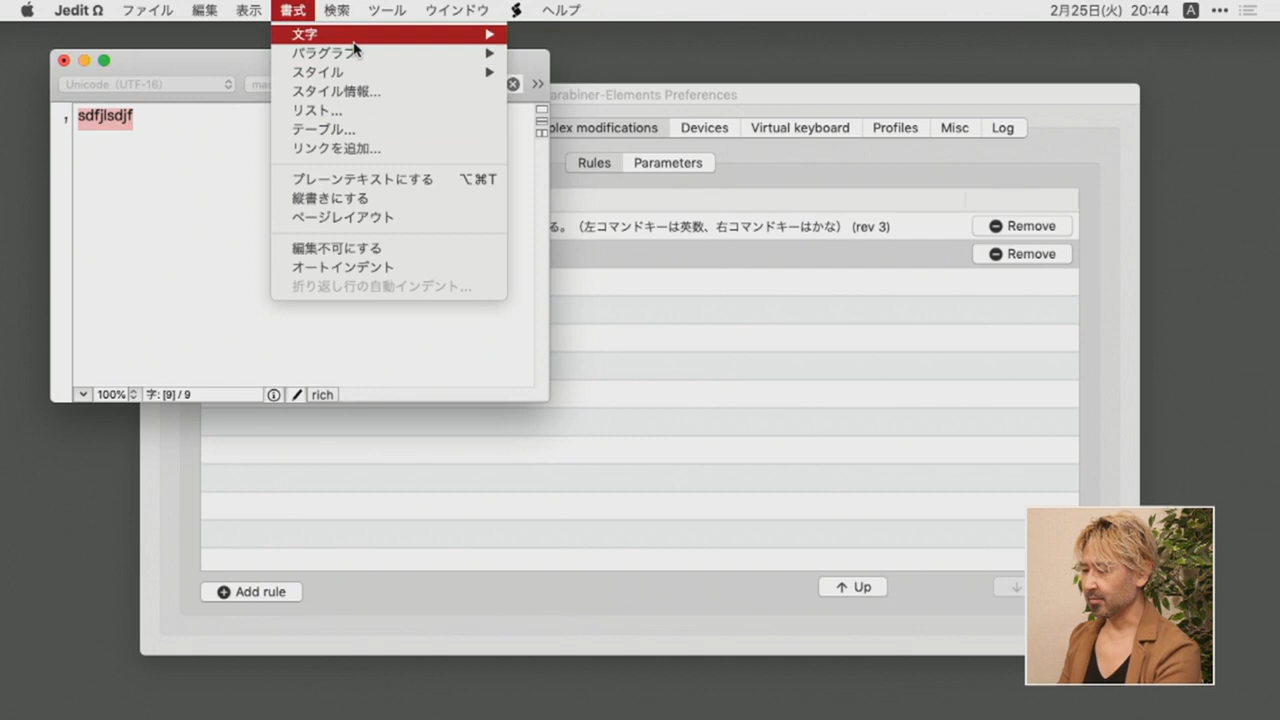 Jedit Ω ファイル 編集 表示 書式 検索 ツール ウインドウ ヘルプ 2月25日(火) 20:44 A
文字
パラグラフ
スタイル
スタイル情報...
リスト...
テーブル...
リンクを追加...
プレーンテキストにする ⌥⌘T
縦書きにする
ページレイアウト
編集不可にする
オートインデント
折り返し行の自動インデント...
Unicode (UTF-16)
sdfjlsdjf
100% 字: [9] / 9 rich
arabiner-Elements Preferences
plex modifications Devices Virtual keyboard Profiles Misc Log
Rules Parameters
る。（左コマンドキーは英数、右コマンドキーはかな） (rev 3) Remove
Remove
Add rule Up